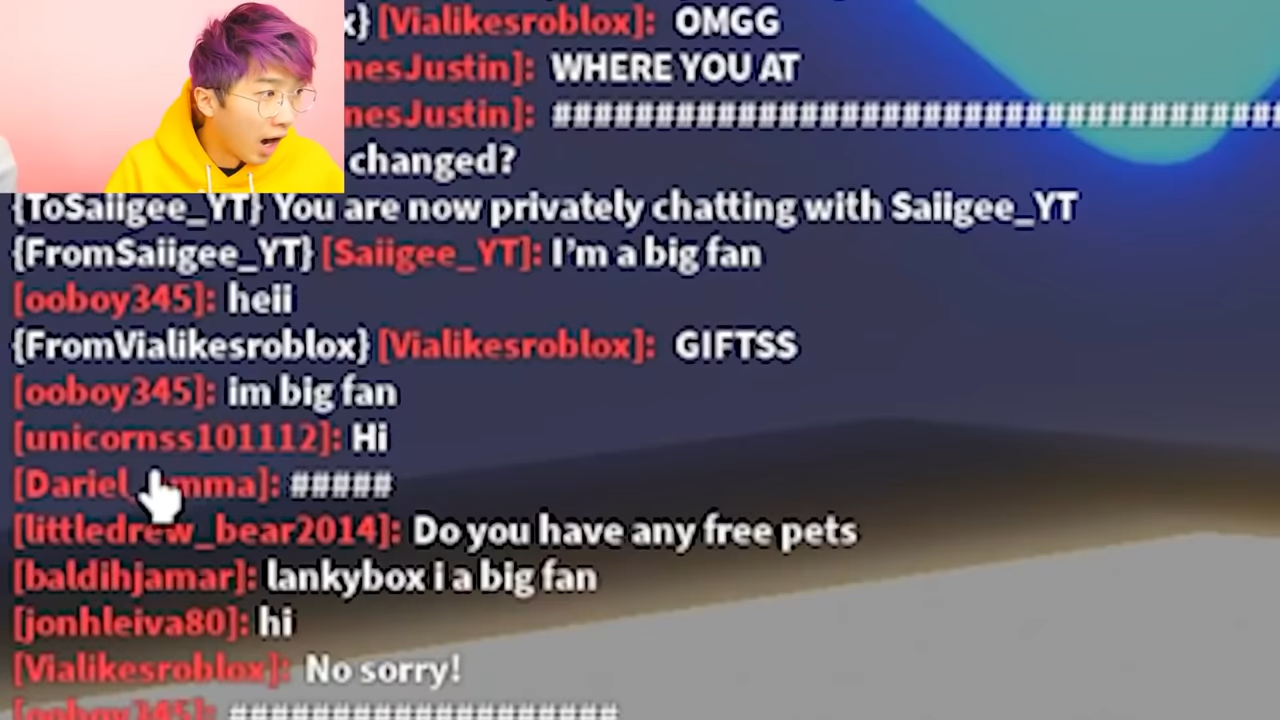 x} [Vialikesroblox]: OMGG
nesJustin]: WHERE YOU AT
nesJustin]: ####################################
changed?
{ToSaiigee_YT} You are now privately chatting with Saiigee_YT
{FromSaiigee_YT} [Saiigee_YT]: I'm a big fan
[ooboy345]: heii
{FromVialikesroblox} [Vialikesroblox]: GIFTSS
[ooboy345]: im big fan
[unicornss101112]: Hi
[Dariel_ mma]: #####
[littledrew_bear2014]: Do you have any free pets
[baldihjamar]: lankybox i a big fan
[jonhleiva80]: hi
[Vialikesroblox]: No sorry!
[ooboy345]: ###################